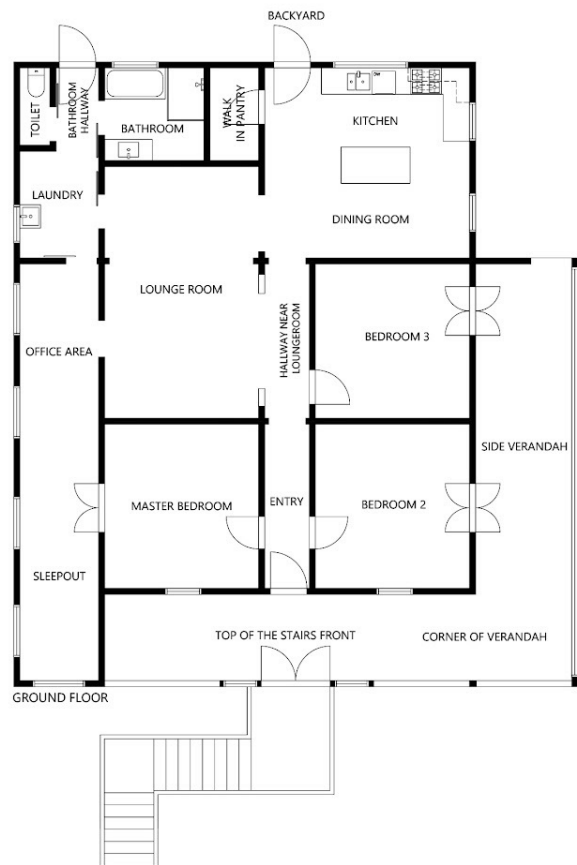 BACKYARD
TOILET
BATHROOM
HALLWAY
BATHROOM
WALK
IN PANTRY
DW
KITCHEN
LAUNDRY
DINING ROOM
LOUNGE ROOM
HALLWAY NEAR
LOUNGEROOM
BEDROOM 3
OFFICE AREA
SIDE VERANDAH
MASTER BEDROOM
ENTRY
BEDROOM 2
SLEEPOUT
TOP OF THE STAIRS FRONT
CORNER OF VERANDAH
GROUND FLOOR